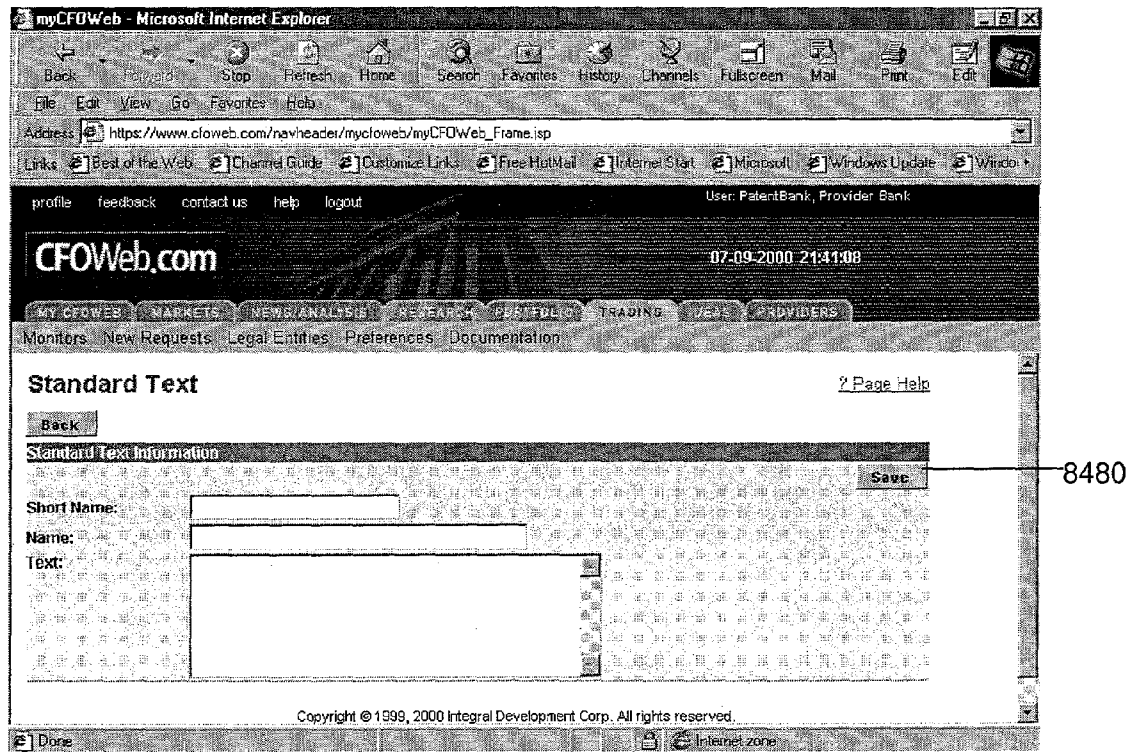 myCFOWeb - Microsoft Internet Explorer
Back Forward Stop Refresh Home Search Favorites History Channels Fullscreen Mail Print Edit
File Edit View Go Favorites Help
Address https://www.cfoweb.com/navheader/mycfoweb/myCFOWeb_Frame.jsp
Links Best of the Web Channel Guide Customize Links Free HotMail Internet Start Microsoft Windows Update Window
profile feedback contact us help logout User: PatentBank, Provider Bank
CFOWeb.com 07-09-2000 21:41:08
MY CFOWEB MARKETS NEWS/ANALYSIS RESEARCH PORTFOLIO TRADING DEALS PROVIDERS
Monitors New Requests Legal Entities Preferences Documentation
Standard Text ? Page Help
Back
Standard Text Information
Save 8480
Short Name:
Name:
Text:
Copyright © 1999, 2000 Integral Development Corp. All rights reserved.
Done Internet zone